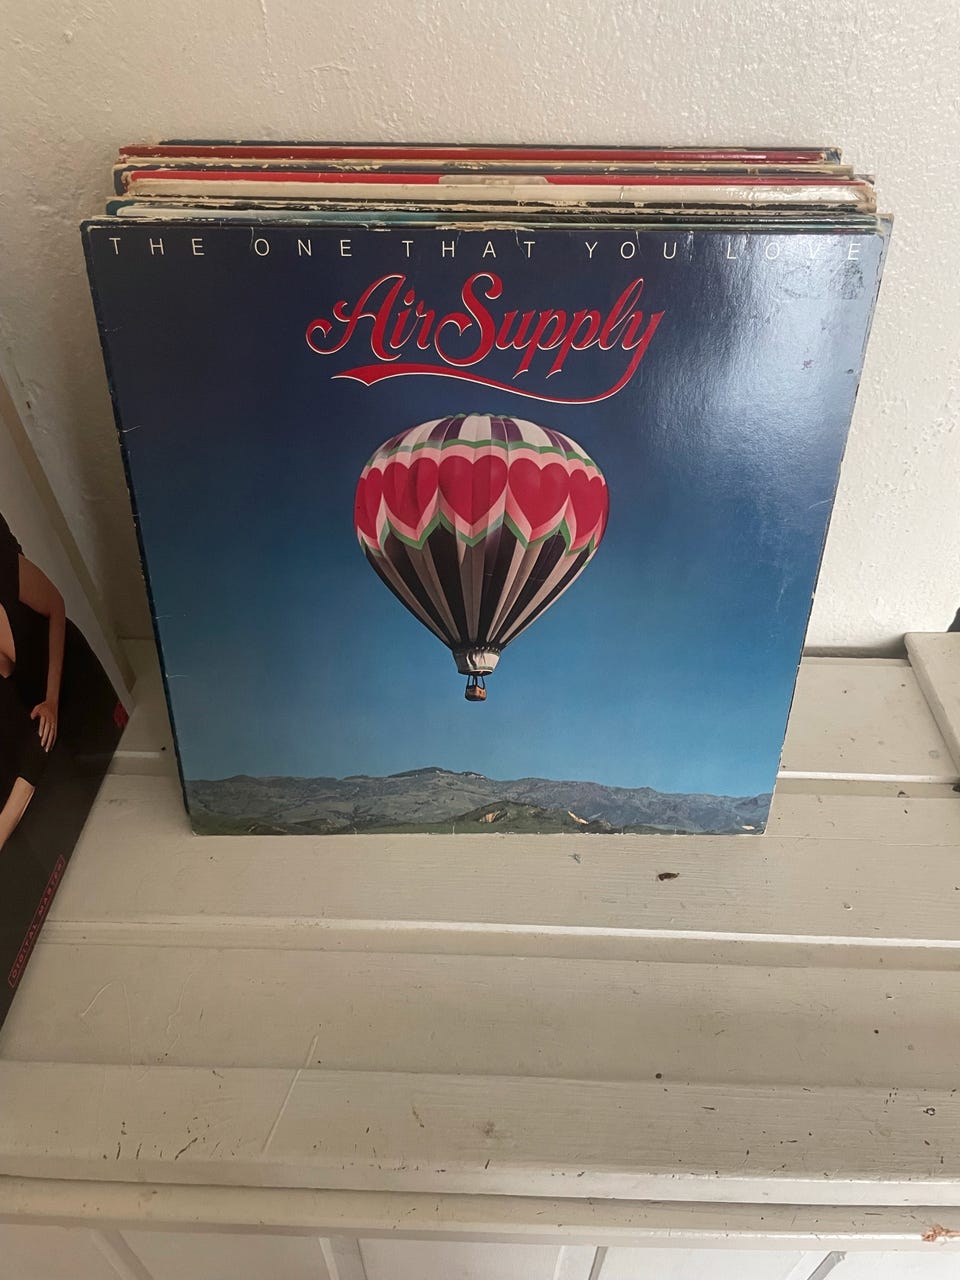 THE ONE THAT YOU LOVE
Air Supply
DIGITAL MASTER